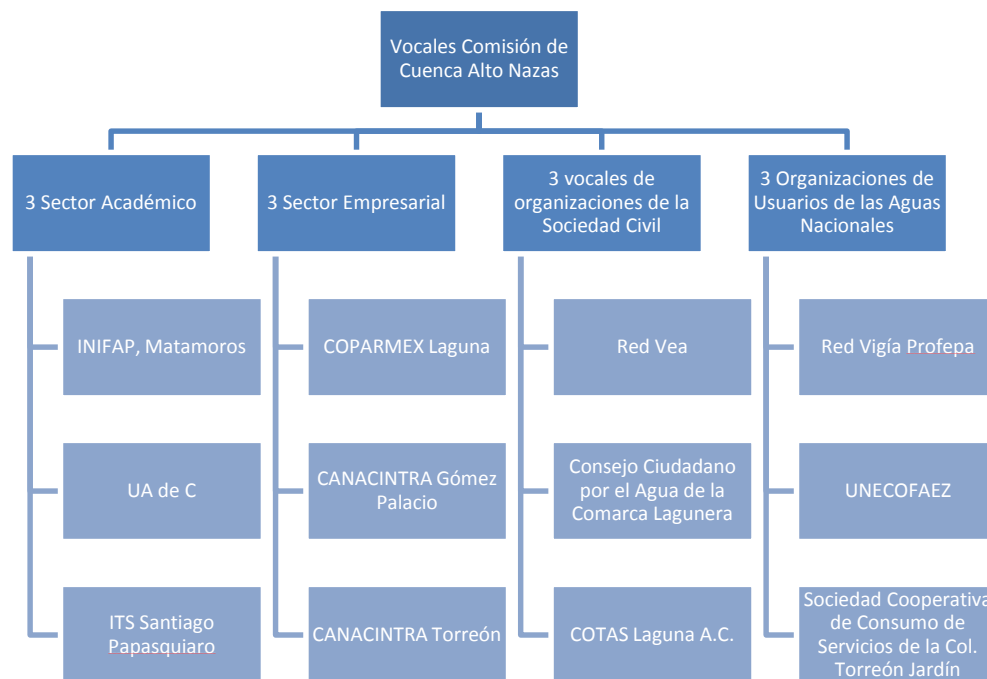 Vocales Comisión de
Cuenca Alto Nazas
3 Sector Académico
INIFAP, Matamoros
UA de C
ITS Santiago
Papasquiaro
3 Sector Empresarial
COPARMEX Laguna
CANACINTRA Gómez
Palacio
CANACINTRA Torreón
3 vocales de
organizaciones de la
Sociedad Civil
Red Vea
Consejo Ciudadano
por el Agua de la
Comarca Lagunera
COTAS Laguna A.C.
3 Organizaciones de
Usuarios de las Aguas
Nacionales
Red Vigía Profepa
UNECOFAEZ
Sociedad Cooperativa
de Consumo de
Servicios de la Col.
Torreón Jardín